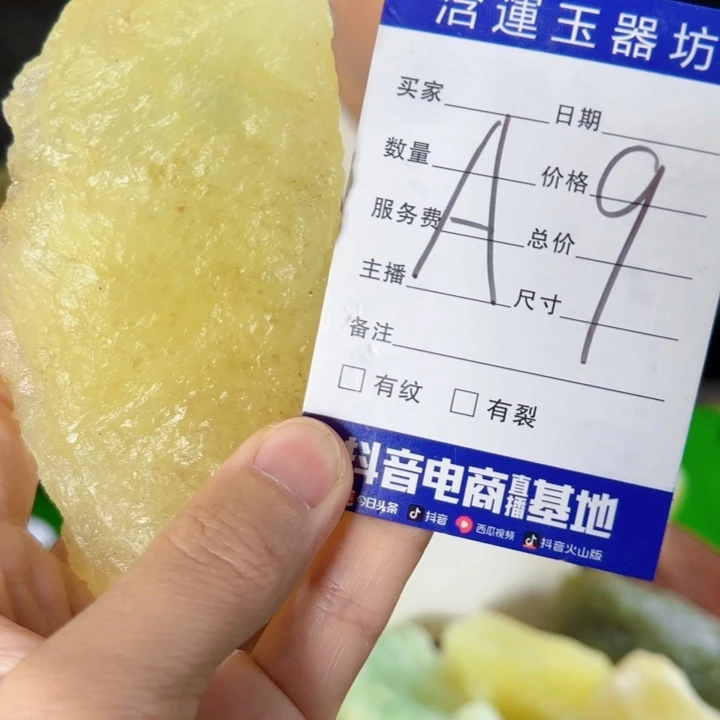 含運玉器坊
买家 日期
数量 价格
服务费 总价
主播 尺寸
A9
备注
有纹 有裂
抖音电商直播基地
今日头条 抖音 西瓜视频 抖音火山版